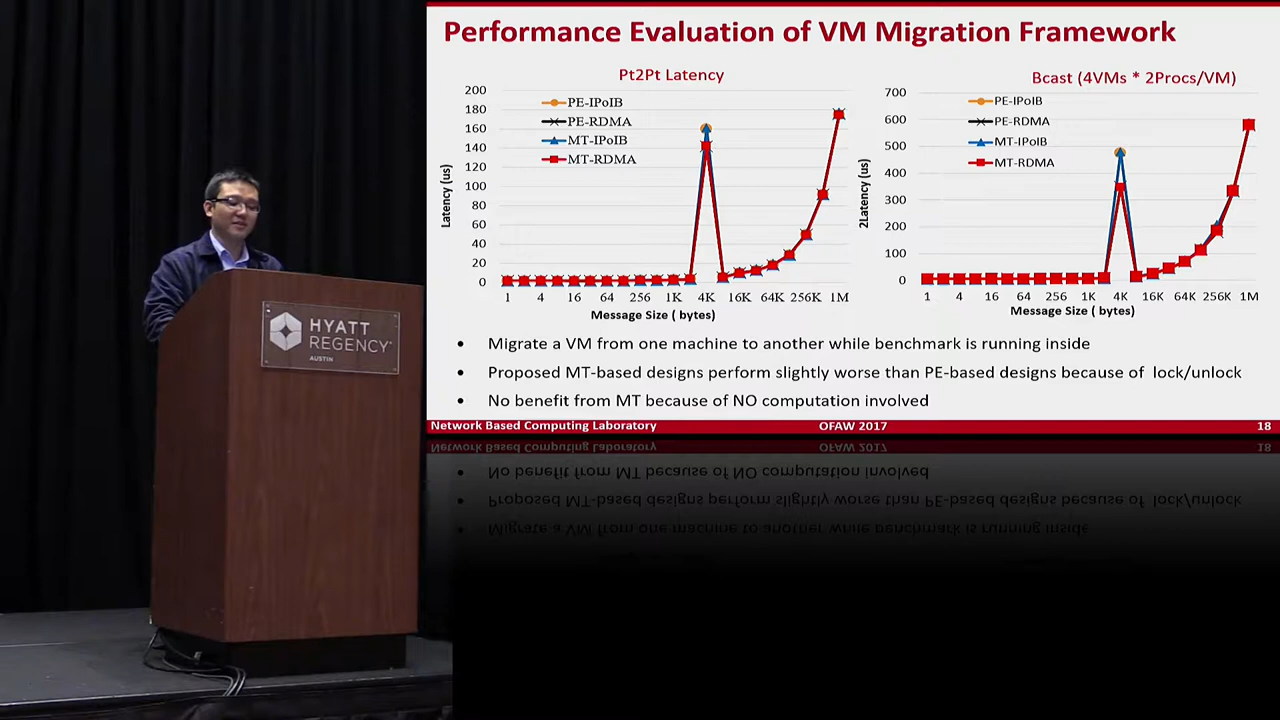 Performance Evaluation of VM Migration Framework
Pt2Pt Latency
200
180
160
140
120
100
80
60
40
20
0
Latency (us)
PE-IPoIB
PE-RDMA
MT-IPoIB
MT-RDMA
1 4 16 64 256 1K 4K 16K 64K 256K 1M
Message Size ( bytes)
Bcast (4VMs * 2Procs/VM)
700
600
500
400
300
200
100
0
2Latency (us)
PE-IPoIB
PE-RDMA
MT-IPoIB
MT-RDMA
1 4 16 64 256 1K 4K 16K 64K 256K 1M
Message Size ( bytes)
• Migrate a VM from one machine to another while benchmark is running inside
• Proposed MT-based designs perform slightly worse than PE-based designs because of lock/unlock
• No benefit from MT because of NO computation involved
Network Based Computing Laboratory OFAW 2017 18
HYATT
REGENCY
AUSTIN